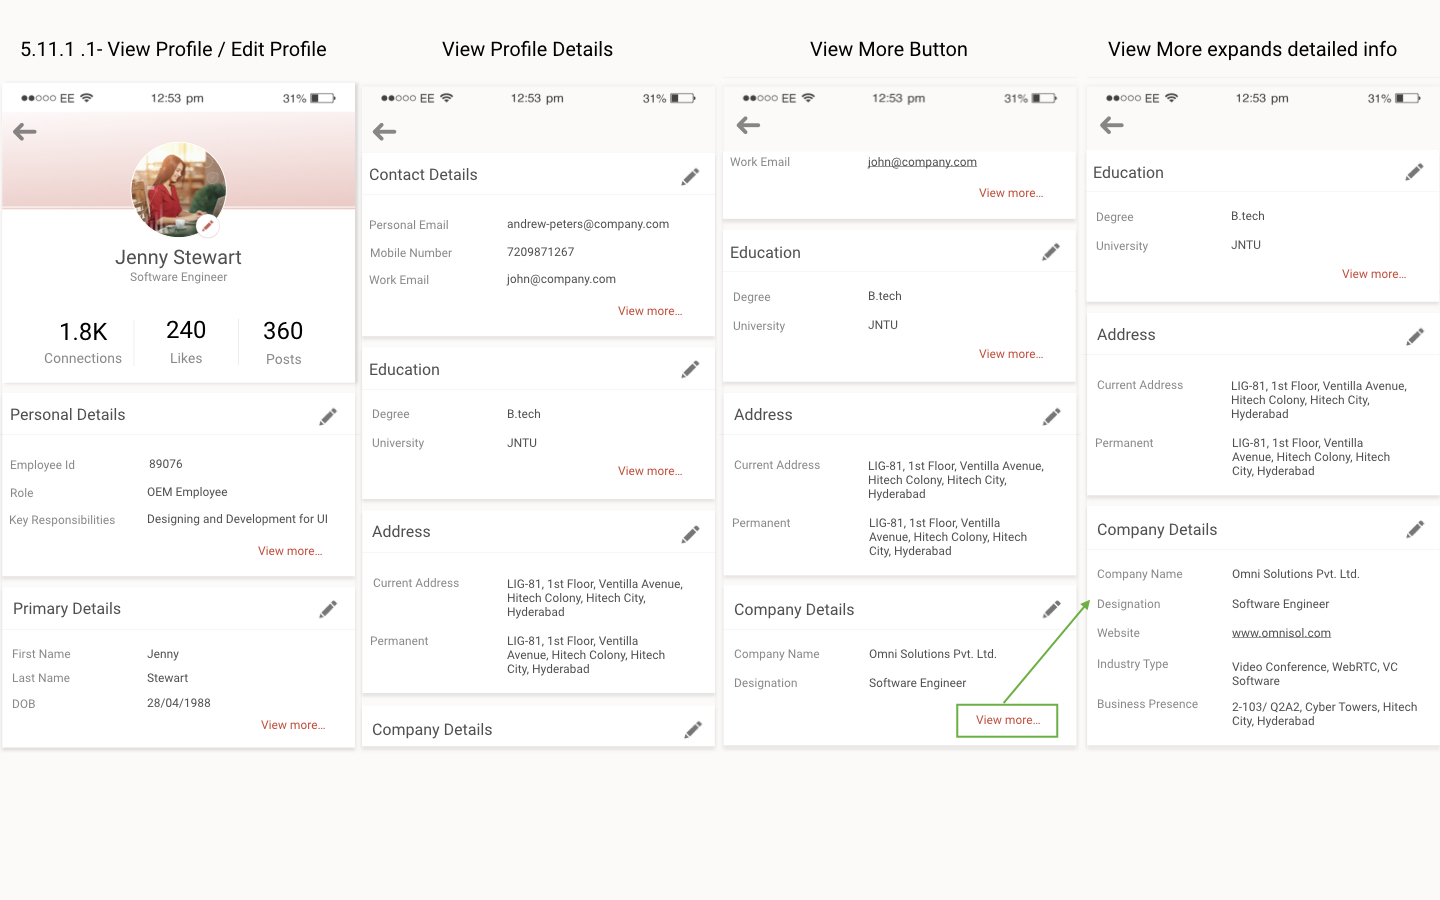 5.11.1 .1- View Profile / Edit Profile
EE 12:53 pm 31%
Jenny Stewart
Software Engineer
1.8K 240 360
Connections Likes Posts
Personal Details
Employee Id 89076
Role OEM Employee
Key Responsibilities Designing and Development for UI
View more...
Primary Details
First Name Jenny
Last Name Stewart
DOB 28/04/1988
View more...
View Profile Details
EE 12:53 pm 31%
Contact Details
Personal Email andrew-peters@company.com
Mobile Number 7209871267
Work Email john@company.com
View more...
Education
Degree B.tech
University JNTU
View more...
Address
Current Address LIG-81, 1st Floor, Ventilla Avenue,
Hitech Colony, Hitech City,
Hyderabad
Permanent LIG-81, 1st Floor, Ventilla
Avenue, Hitech Colony, Hitech
City, Hyderabad
Company Details
View More Button
EE 12:53 pm 31%
Work Email john@company.com
View more...
Education
Degree B.tech
University JNTU
View more...
Address
Current Address LIG-81, 1st Floor, Ventilla Avenue,
Hitech Colony, Hitech City,
Hyderabad
Permanent LIG-81, 1st Floor, Ventilla
Avenue, Hitech Colony, Hitech
City, Hyderabad
Company Details
Company Name Omni Solutions Pvt. Ltd.
Designation Software Engineer
View more...
View More expands detailed info
EE 12:53 pm 31%
Education
Degree B.tech
University JNTU
View more...
Address
Current Address LIG-81, 1st Floor, Ventilla Avenue,
Hitech Colony, Hitech City,
Hyderabad
Permanent LIG-81, 1st Floor, Ventilla
Avenue, Hitech Colony, Hitech
City, Hyderabad
Company Details
Company Name Omni Solutions Pvt. Ltd.
Designation Software Engineer
Website www.omnisol.com
Industry Type Video Conference, WebRTC, VC
Software
Business Presence 2-103/ Q2A2, Cyber Towers, Hitech
City, Hyderabad